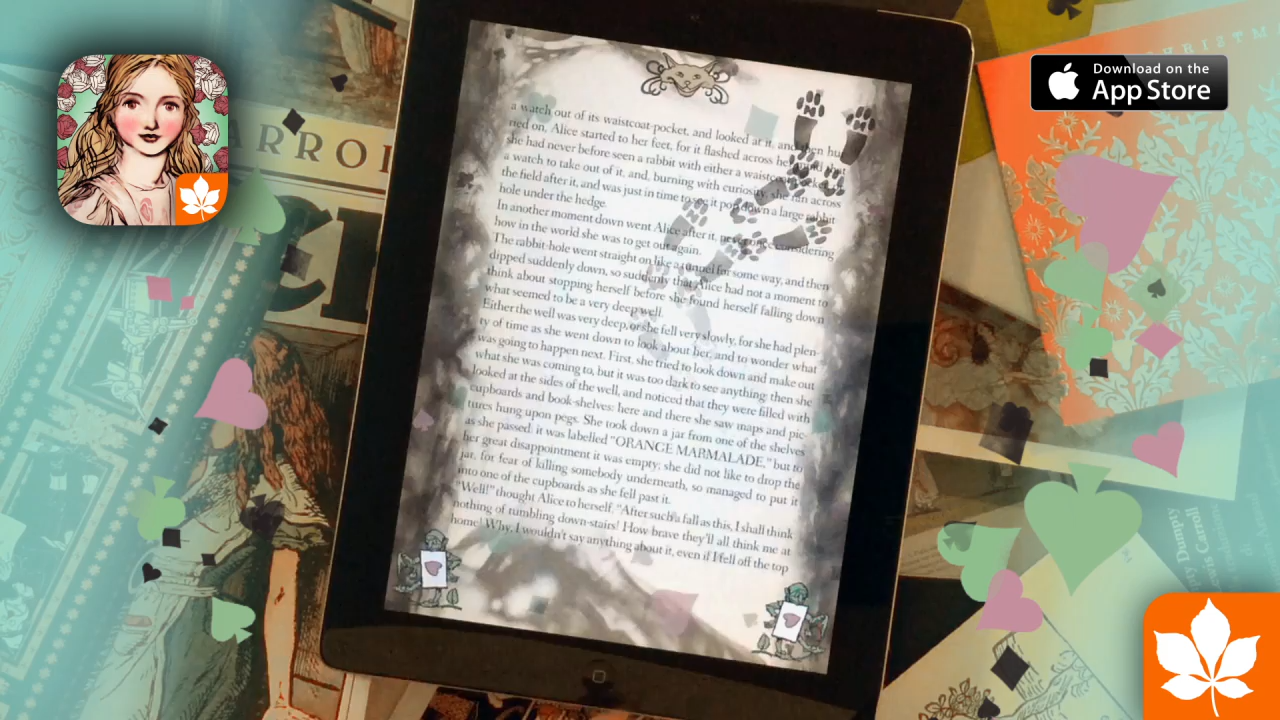 Download on the
App Store
CHRISTM
ARROL
a watch out of its waistcoat-pocket, and looked at it, and then hur
ried on, Alice started to her feet, for it flashed across her mind that
she had never before seen a rabbit with either a waistcoat-pocket, or
a watch to take out of it, and, burning with curiosity, she ran across
the field after it, and was just in time to see it pop down a large rabbit
hole under the hedge.
In another moment down went Alice after it, never once considering
how in the world she was to get out again.
The rabbit-hole went straight on like a tunnel for some way, and then
dipped suddenly down, so suddenly that Alice had not a moment to
think about stopping herself before she found herself falling down
what seemed to be a very deep well.
Either the well was very deep, or she fell very slowly, for she had plen-
ty of time as she went down to look about her, and to wonder what
was going to happen next. First, she tried to look down and make out
what she was coming to, but it was too dark to see anything: then she
looked at the sides of the well, and noticed that they were filled with
cupboards and book-shelves: here and there she saw maps and pic-
tures hung upon pegs. She took down a jar from one of the shelves
as she passed: it was labelled "ORANGE MARMALADE," but to
her great disappointment it was empty; she did not like to drop the
jar, for fear of killing somebody underneath, so managed to put it
into one of the cupboards as she fell past it.
"Well!" thought Alice to herself. "After such a fall as this, I shall think
nothing of tumbling down-stairs! How brave they'll all think me at
home! Why, I wouldn't say anything about it, even if I fell off the top
ty Dumpty
Carroll